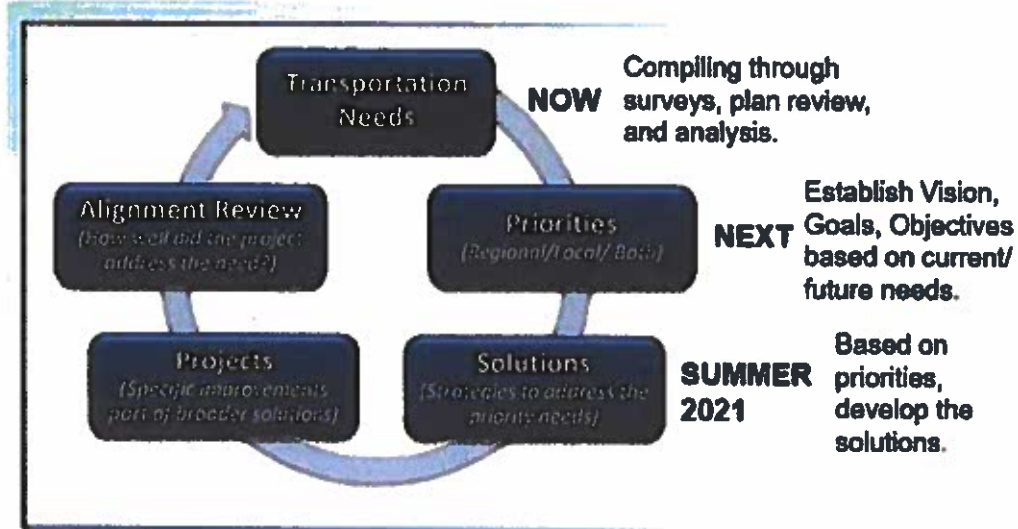 Transportation
Needs
NOW
Compiling through
surveys, plan review,
and analysis.
Priorities
(Regional/Local/ Both)
NEXT
Establish Vision,
Goals, Objectives
based on current/
future needs.
Solutions
(Strategies to address the
priority needs)
SUMMER
2021
Based on
priorities,
develop the
solutions.
Projects
(Specific improvements
part of broader solutions)
Alignment Review
(How well did the project
address the need?)